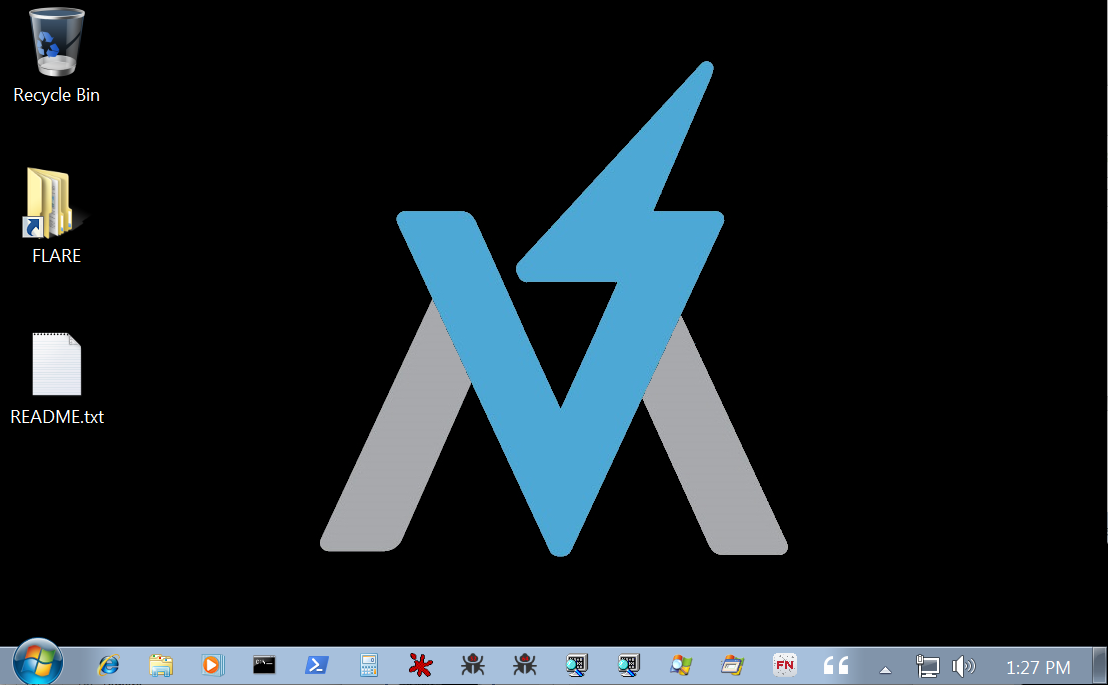 Recycle Bin
FLARE
README.txt
FN
1:27 PM